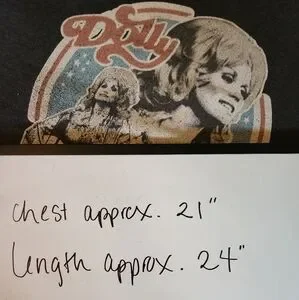 Dolly
chest approx. 21"
length approx. 24"